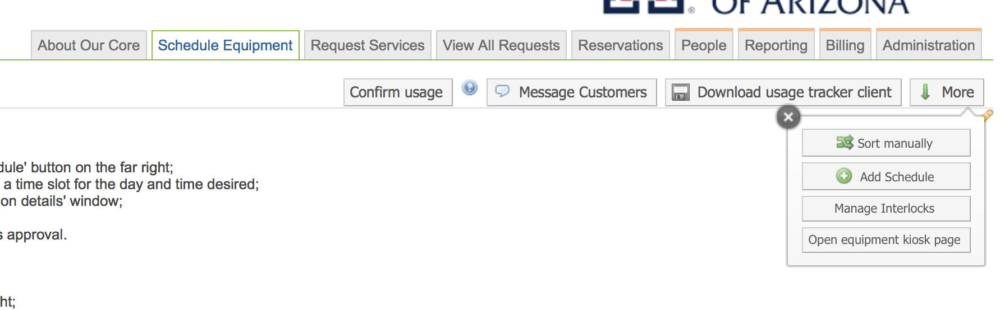 ® OF ARIZONA
About Our Core Schedule Equipment Request Services View All Requests Reservations People Reporting Billing Administration
Confirm usage ? Message Customers Download usage tracker client More
Sort manually
dule' button on the far right;
Add Schedule
a time slot for the day and time desired;
on details' window;
Manage Interlocks
s approval.
Open equipment kiosk page
ht;